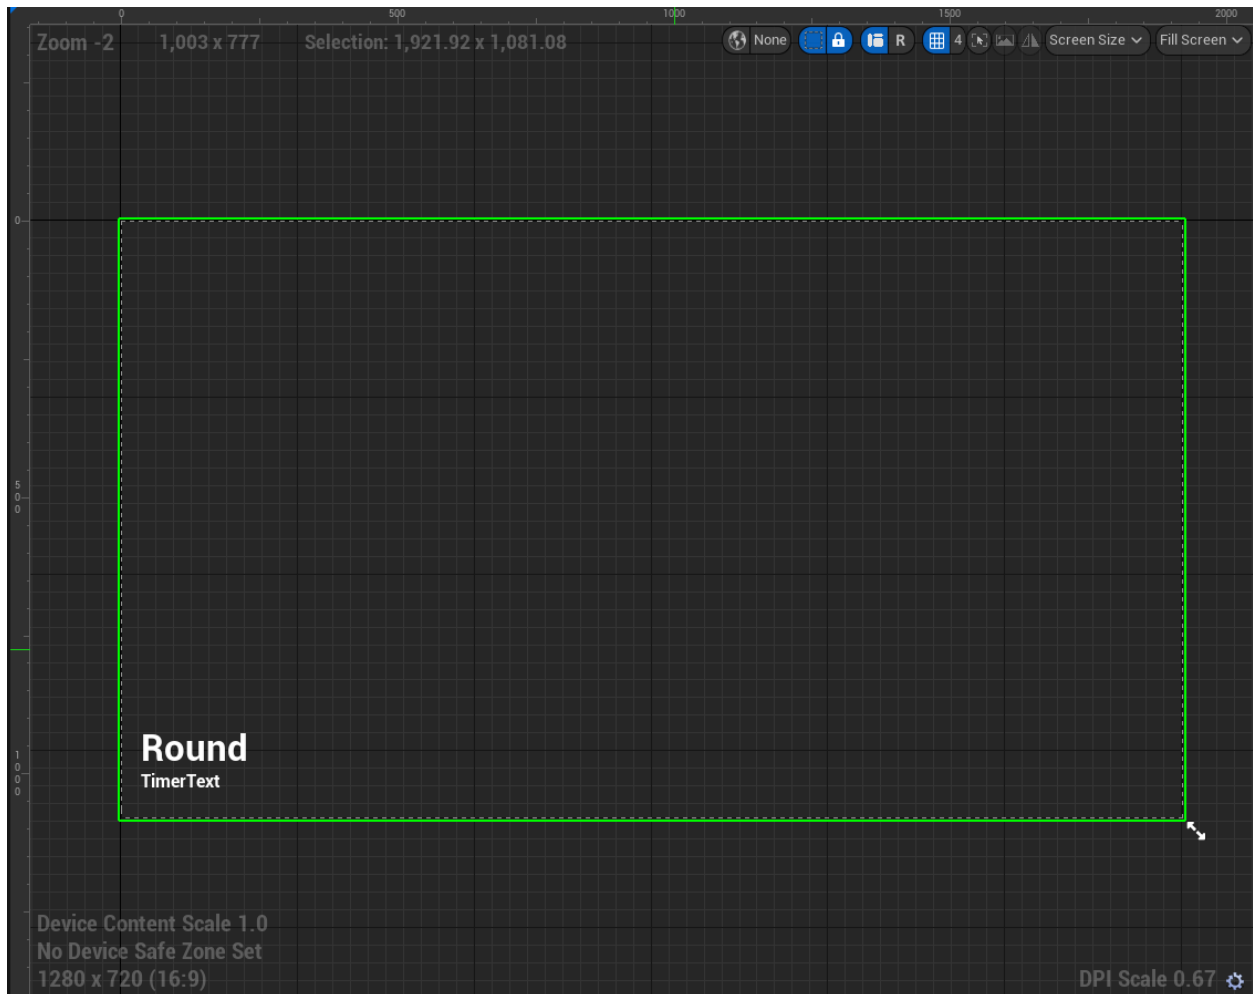 0 500 1000 1500 2000
Zoom -2 1,003 x 777 Selection: 1,921.92 x 1,081.08 None R 4 Screen Size Fill Screen
0
500
1000
Round
TimerText
Device Content Scale 1.0
No Device Safe Zone Set
1280 x 720 (16:9) DPI Scale 0.67